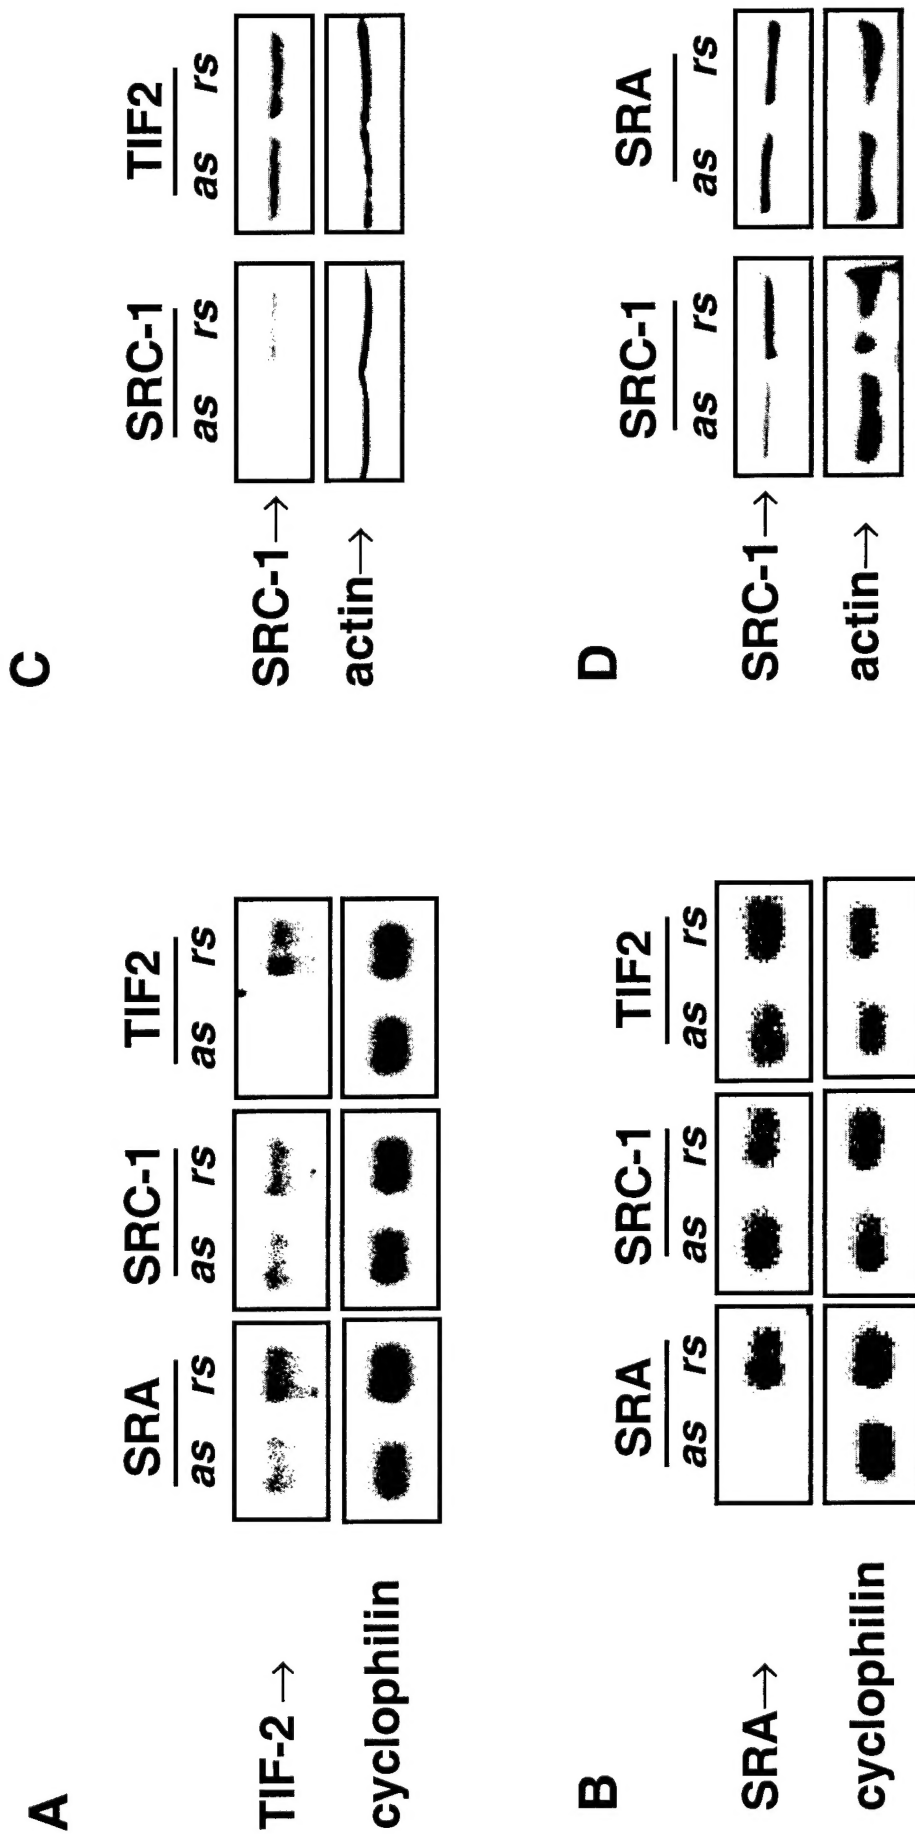 A
SRA SRC-1 TIF2
as rs as rs as rs
TIF-2→
cyclophilin
B
SRA SRC-1 TIF2
as rs as rs as rs
SRA→
cyclophilin
C
SRC-1 TIF2
as rs as rs
SRC-1→
actin→
D
SRC-1 SRA
as rs as rs
SRC-1→
actin→